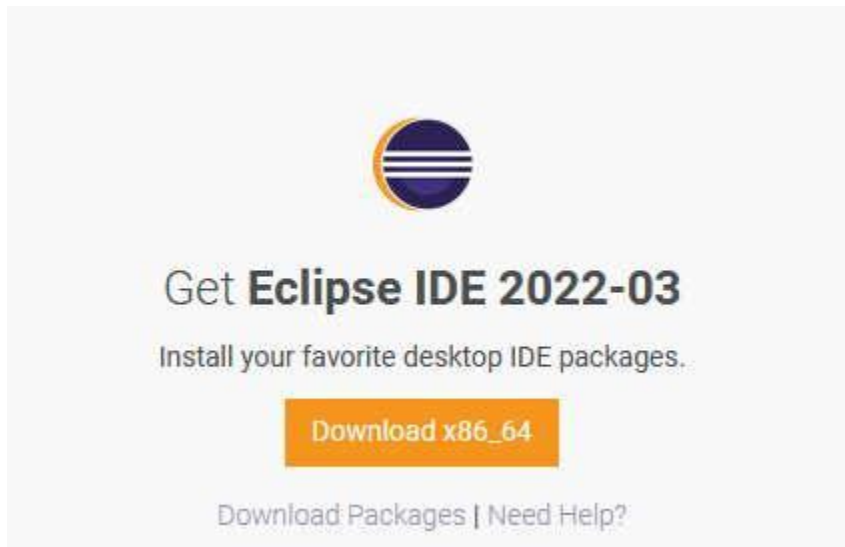 Get Eclipse IDE 2022-03
Install your favorite desktop IDE packages.
Download x86_64
Download Packages | Need Help?